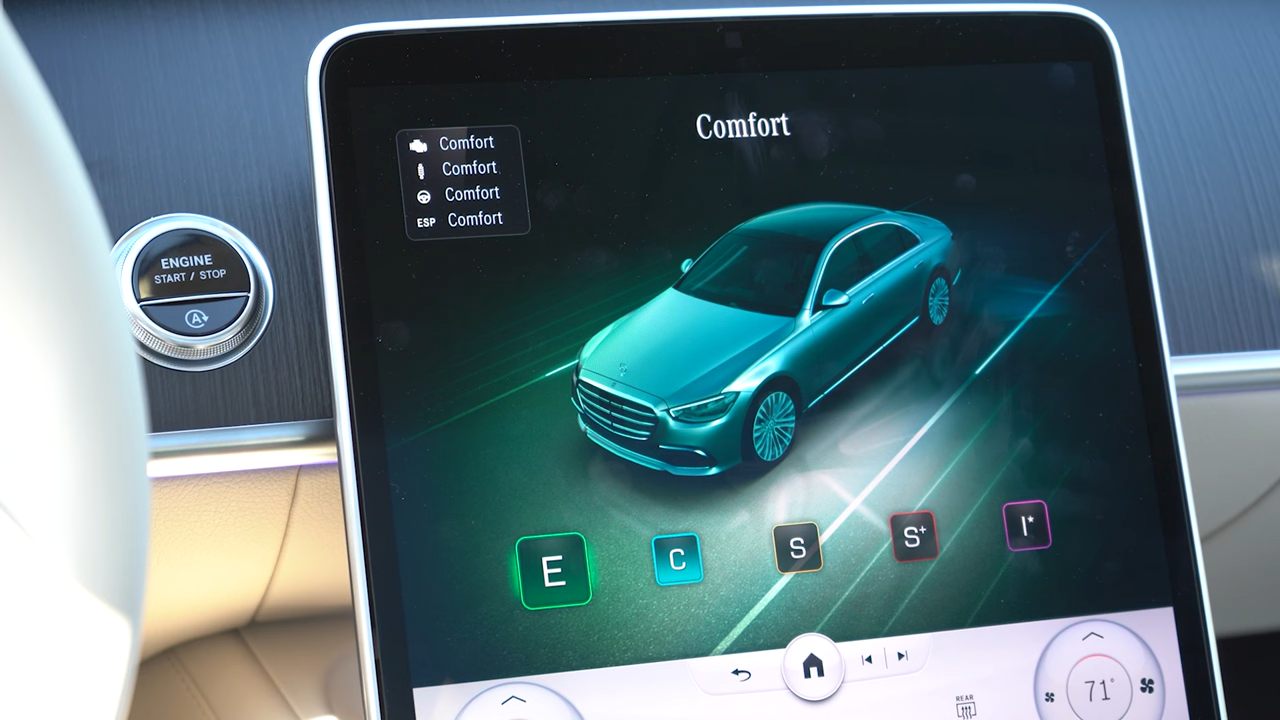 Comfort
Comfort
Comfort
Comfort
ESP Comfort
ENGINE
START / STOP
A
E
C
S
S+
I*
REAR
71°